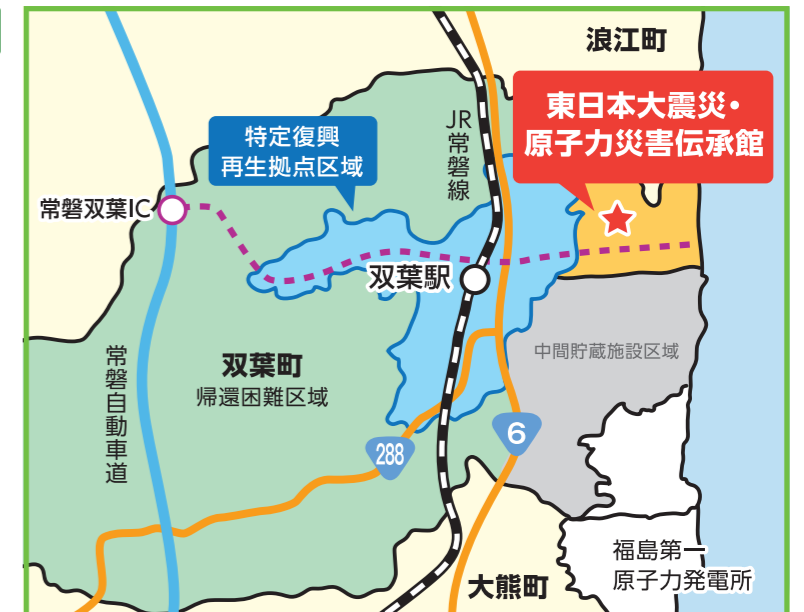 浪江町
東日本大震災・
原子力災害伝承館
JR常磐線
特定復興
再生拠点区域
常磐双葉IC
双葉駅
中間貯蔵施設区域
常磐自動車道
双葉町
帰還困難区域
6
288
福島第一
原子力発電所
大熊町